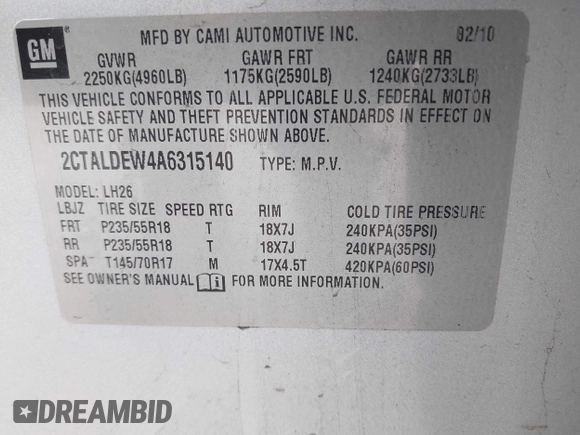 GM
MFD BY CAMI AUTOMOTIVE INC. 02/10
GVWR GAWR FRT GAWR RR
2250KG(4960LB) 1175KG(2590LB) 1240KG(2733LB)
THIS VEHICLE CONFORMS TO ALL APPLICABLE U.S. FEDERAL MOTOR
VEHICLE SAFETY AND THEFT PREVENTION STANDARDS IN EFFECT ON
THE DATE OF MANUFACTURE SHOWN ABOVE.
2CTALDEW4A6315140 TYPE: M.P.V.
MODEL: LH26
LBJZ TIRE SIZE SPEED RTG RIM COLD TIRE PRESSURE
FRT P235/55R18 T 18X7J 240KPA(35PSI)
RR P235/55R18 T 18X7J 240KPA(35PSI)
SPA T145/70R17 M 17X4.5T 420KPA(60PSI)
SEE OWNER'S MANUAL FOR MORE INFORMATION.
DREAMBID